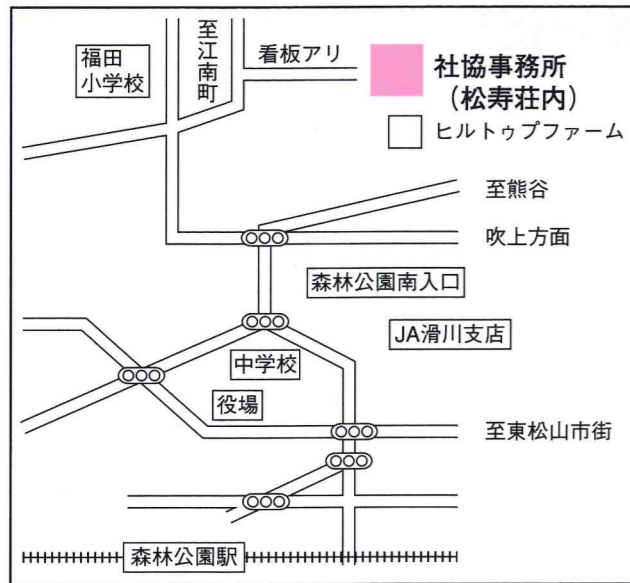 福田
小学校
至江南町
看板アリ
社協事務所
（松寿荘内）
ヒルトゥプファーム
至熊谷
吹上方面
森林公園南入口
JA滑川支店
中学校
役場
至東松山市街
森林公園駅